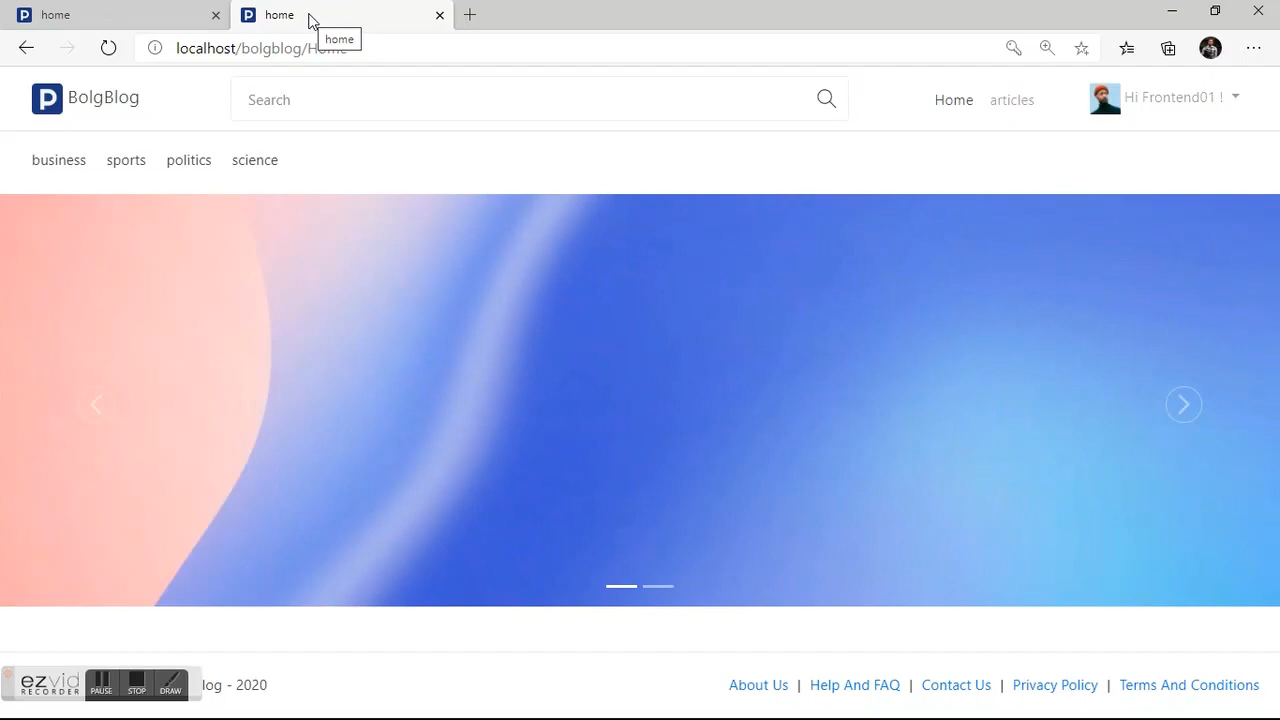 home
home
home
localhost/bolgblog/Home
BolgBlog
Search
Home articles
Hi Frontend01 !
business sports politics science
ezvid
RECORDER
PAUSE STOP DRAW
log - 2020
About Us | Help And FAQ | Contact Us | Privacy Policy | Terms And Conditions